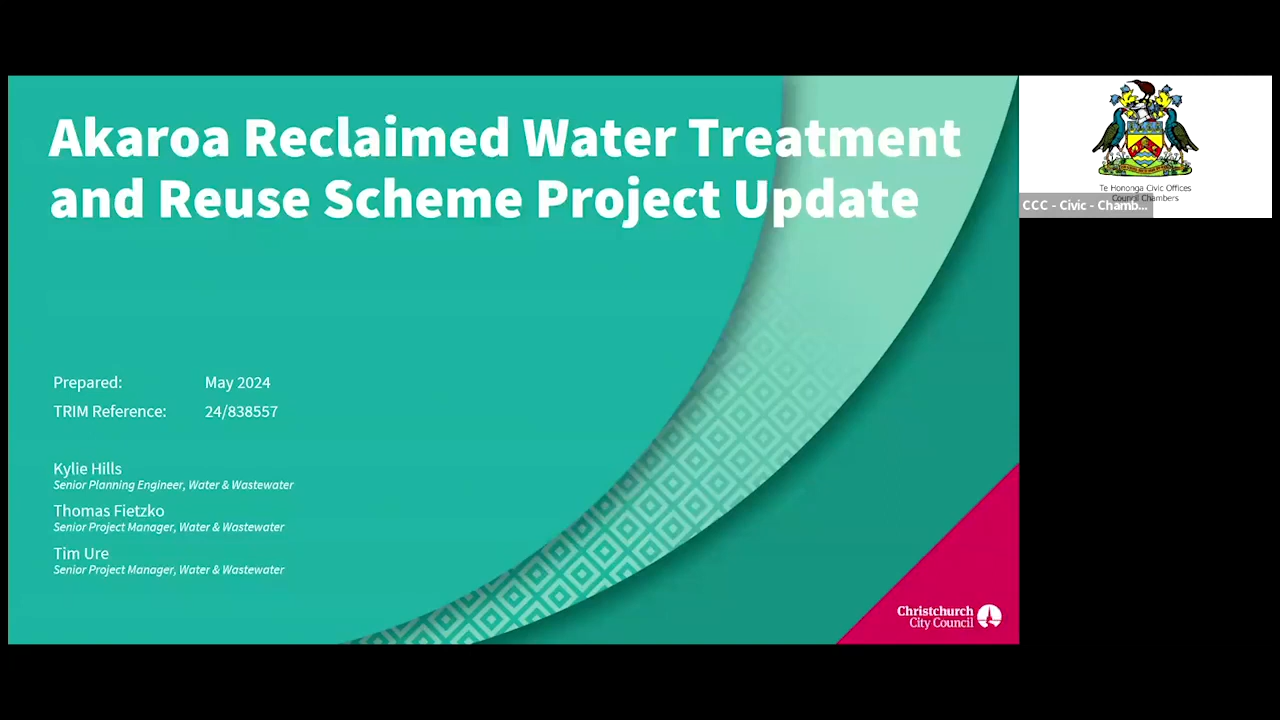 Akaroa Reclaimed Water Treatment
and Reuse Scheme Project Update
Prepared: May 2024
TRIM Reference: 24/838557
Kylie Hills
Senior Planning Engineer, Water & Wastewater
Thomas Fietzko
Senior Project Manager, Water & Wastewater
Tim Ure
Senior Project Manager, Water & Wastewater
Christchurch
City Council
Te Hononga Civic Offices
Council Chambers
CCC - Civic - Chamb...